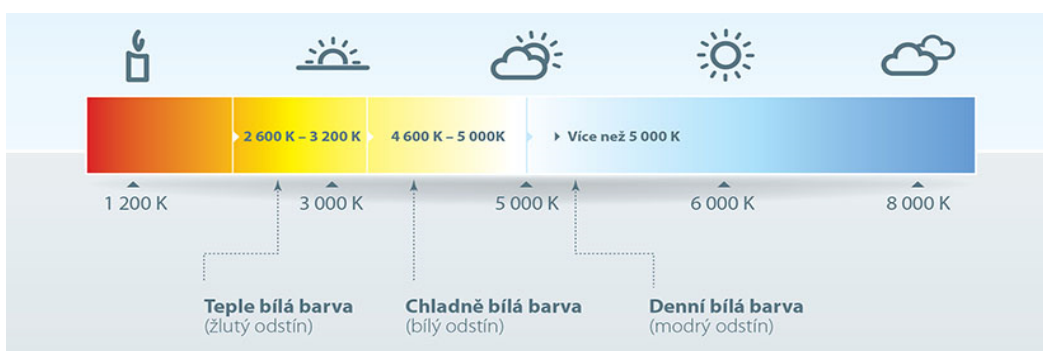 2 600 K – 3 200 K
4 600 K – 5 000K
Více než 5 000 K
1 200 K
3 000 K
5 000 K
6 000 K
8 000 K
Teple bílá barva
(žlutý odstín)
Chladně bílá barva
(bílý odstín)
Denní bílá barva
(modrý odstín)